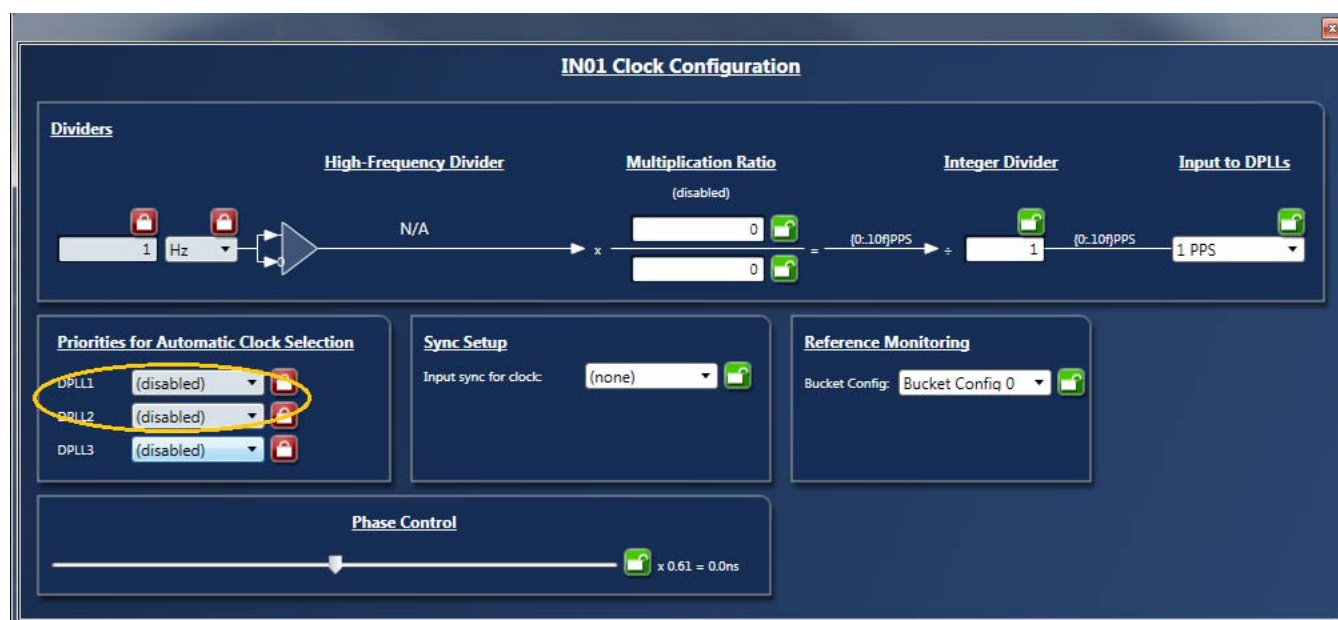 IN01 Clock Configuration
Dividers
High-Frequency Divider
Multiplication Ratio
Integer Divider
Input to DPLLs
(disabled)
1 Hz
N/A
x
0
0
=
{0:.10f}PPS
÷
1
{0:.10f}PPS
1 PPS
Priorities for Automatic Clock Selection
DPLL1 (disabled)
DPLL2 (disabled)
DPLL3 (disabled)
Sync Setup
Input sync for clock: (none)
Reference Monitoring
Bucket Config: Bucket Config 0
Phase Control
x 0.61 = 0.0ns